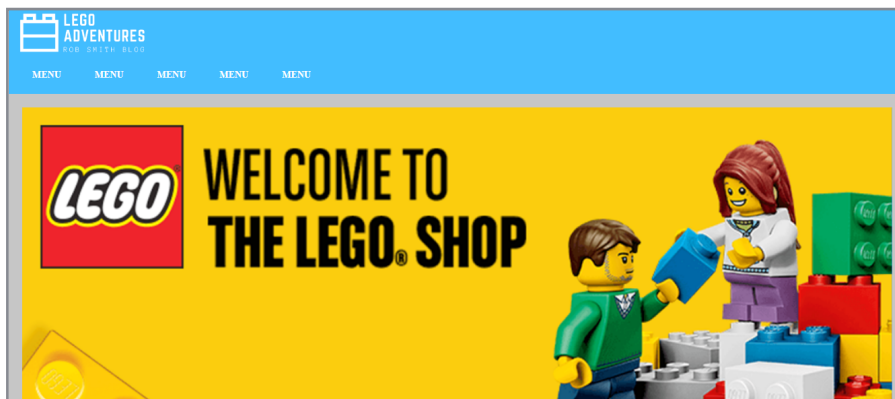 LEGO
ADVENTURES
ROB SMITH BLOG
MENU MENU MENU MENU MENU
LEGO®
WELCOME TO
THE LEGO® SHOP